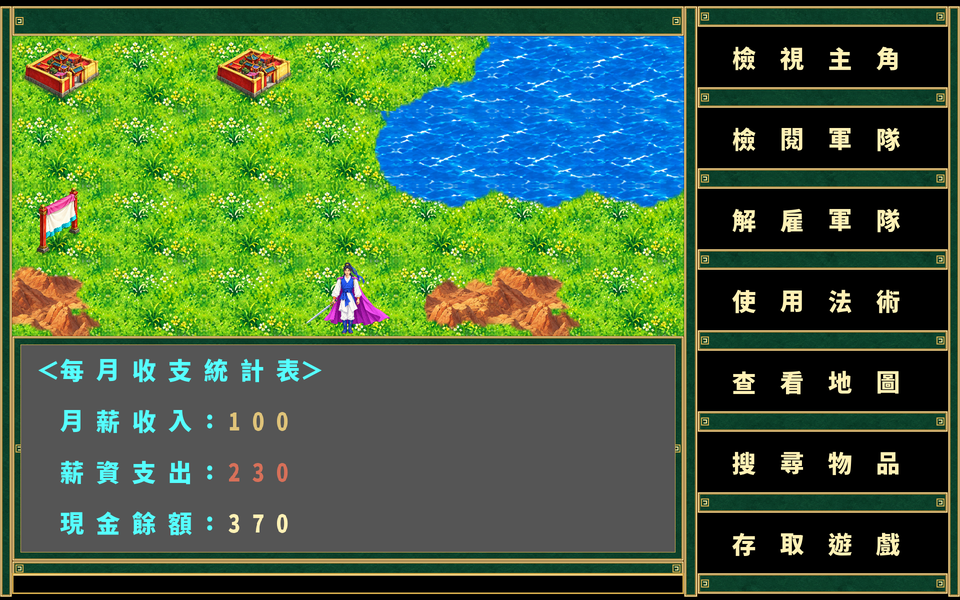 <每月收支統計表>
月薪收入：100
薪資支出：230
現金餘額：370
檢視主角
檢閱軍隊
解雇軍隊
使用法術
查看地圖
搜尋物品
存取遊戲